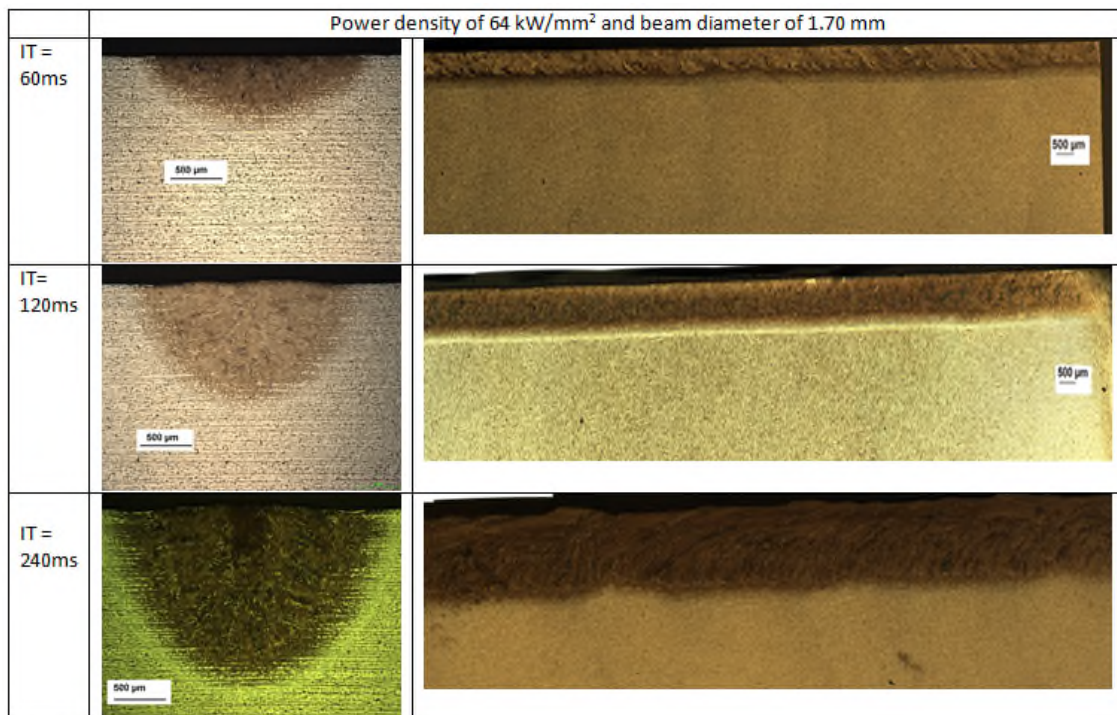 Power density of 64 kW/mm² and beam diameter of 1.70 mm
IT =
60ms
500 µm
500 µm
IT=
120ms
500 µm
500 µm
IT =
240ms
500 µm